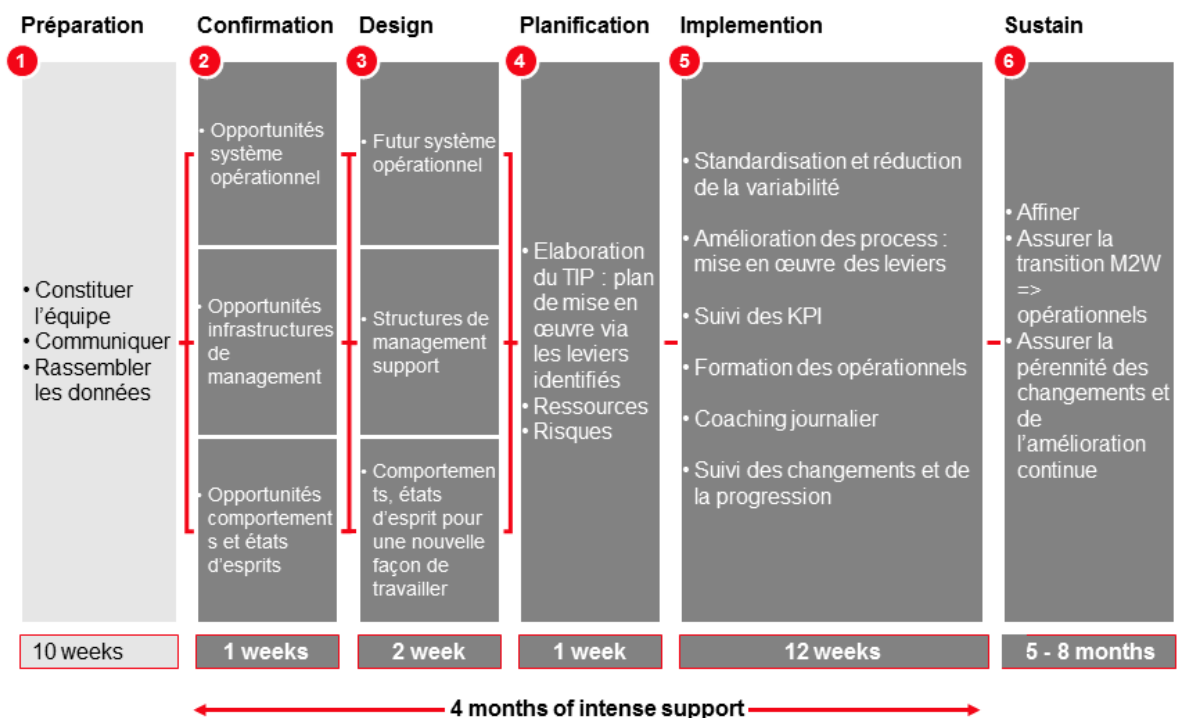 Préparation
Confirmation
Design
Planification
Implemention
Sustain
1
2
3
4
5
6
• Constituer
l’équipe
• Communiquer
• Rassembler
les données
• Opportunités
système
opérationnel
• Opportunités
infrastructures
de
management
• Opportunités
comportement
s et états
d’esprits
• Futur système
opérationnel
• Structures de
management
support
• Comportemen
ts, états
d’esprit pour
une nouvelle
façon de
travailler
• Elaboration
du TIP : plan
de mise en
œuvre via
les leviers
identifiés
• Ressources
• Risques
• Standardisation et réduction
de la variabilité
• Amélioration des process :
mise en œuvre des leviers
• Suivi des KPI
• Formation des opérationnels
• Coaching journalier
• Suivi des changements et de
la progression
• Affiner
• Assurer la
transition M2W
=>
opérationnels
• Assurer la
pérennité des
changements et
de
l’amélioration
continue
10 weeks
1 weeks
2 week
1 week
12 weeks
5 - 8 months
4 months of intense support